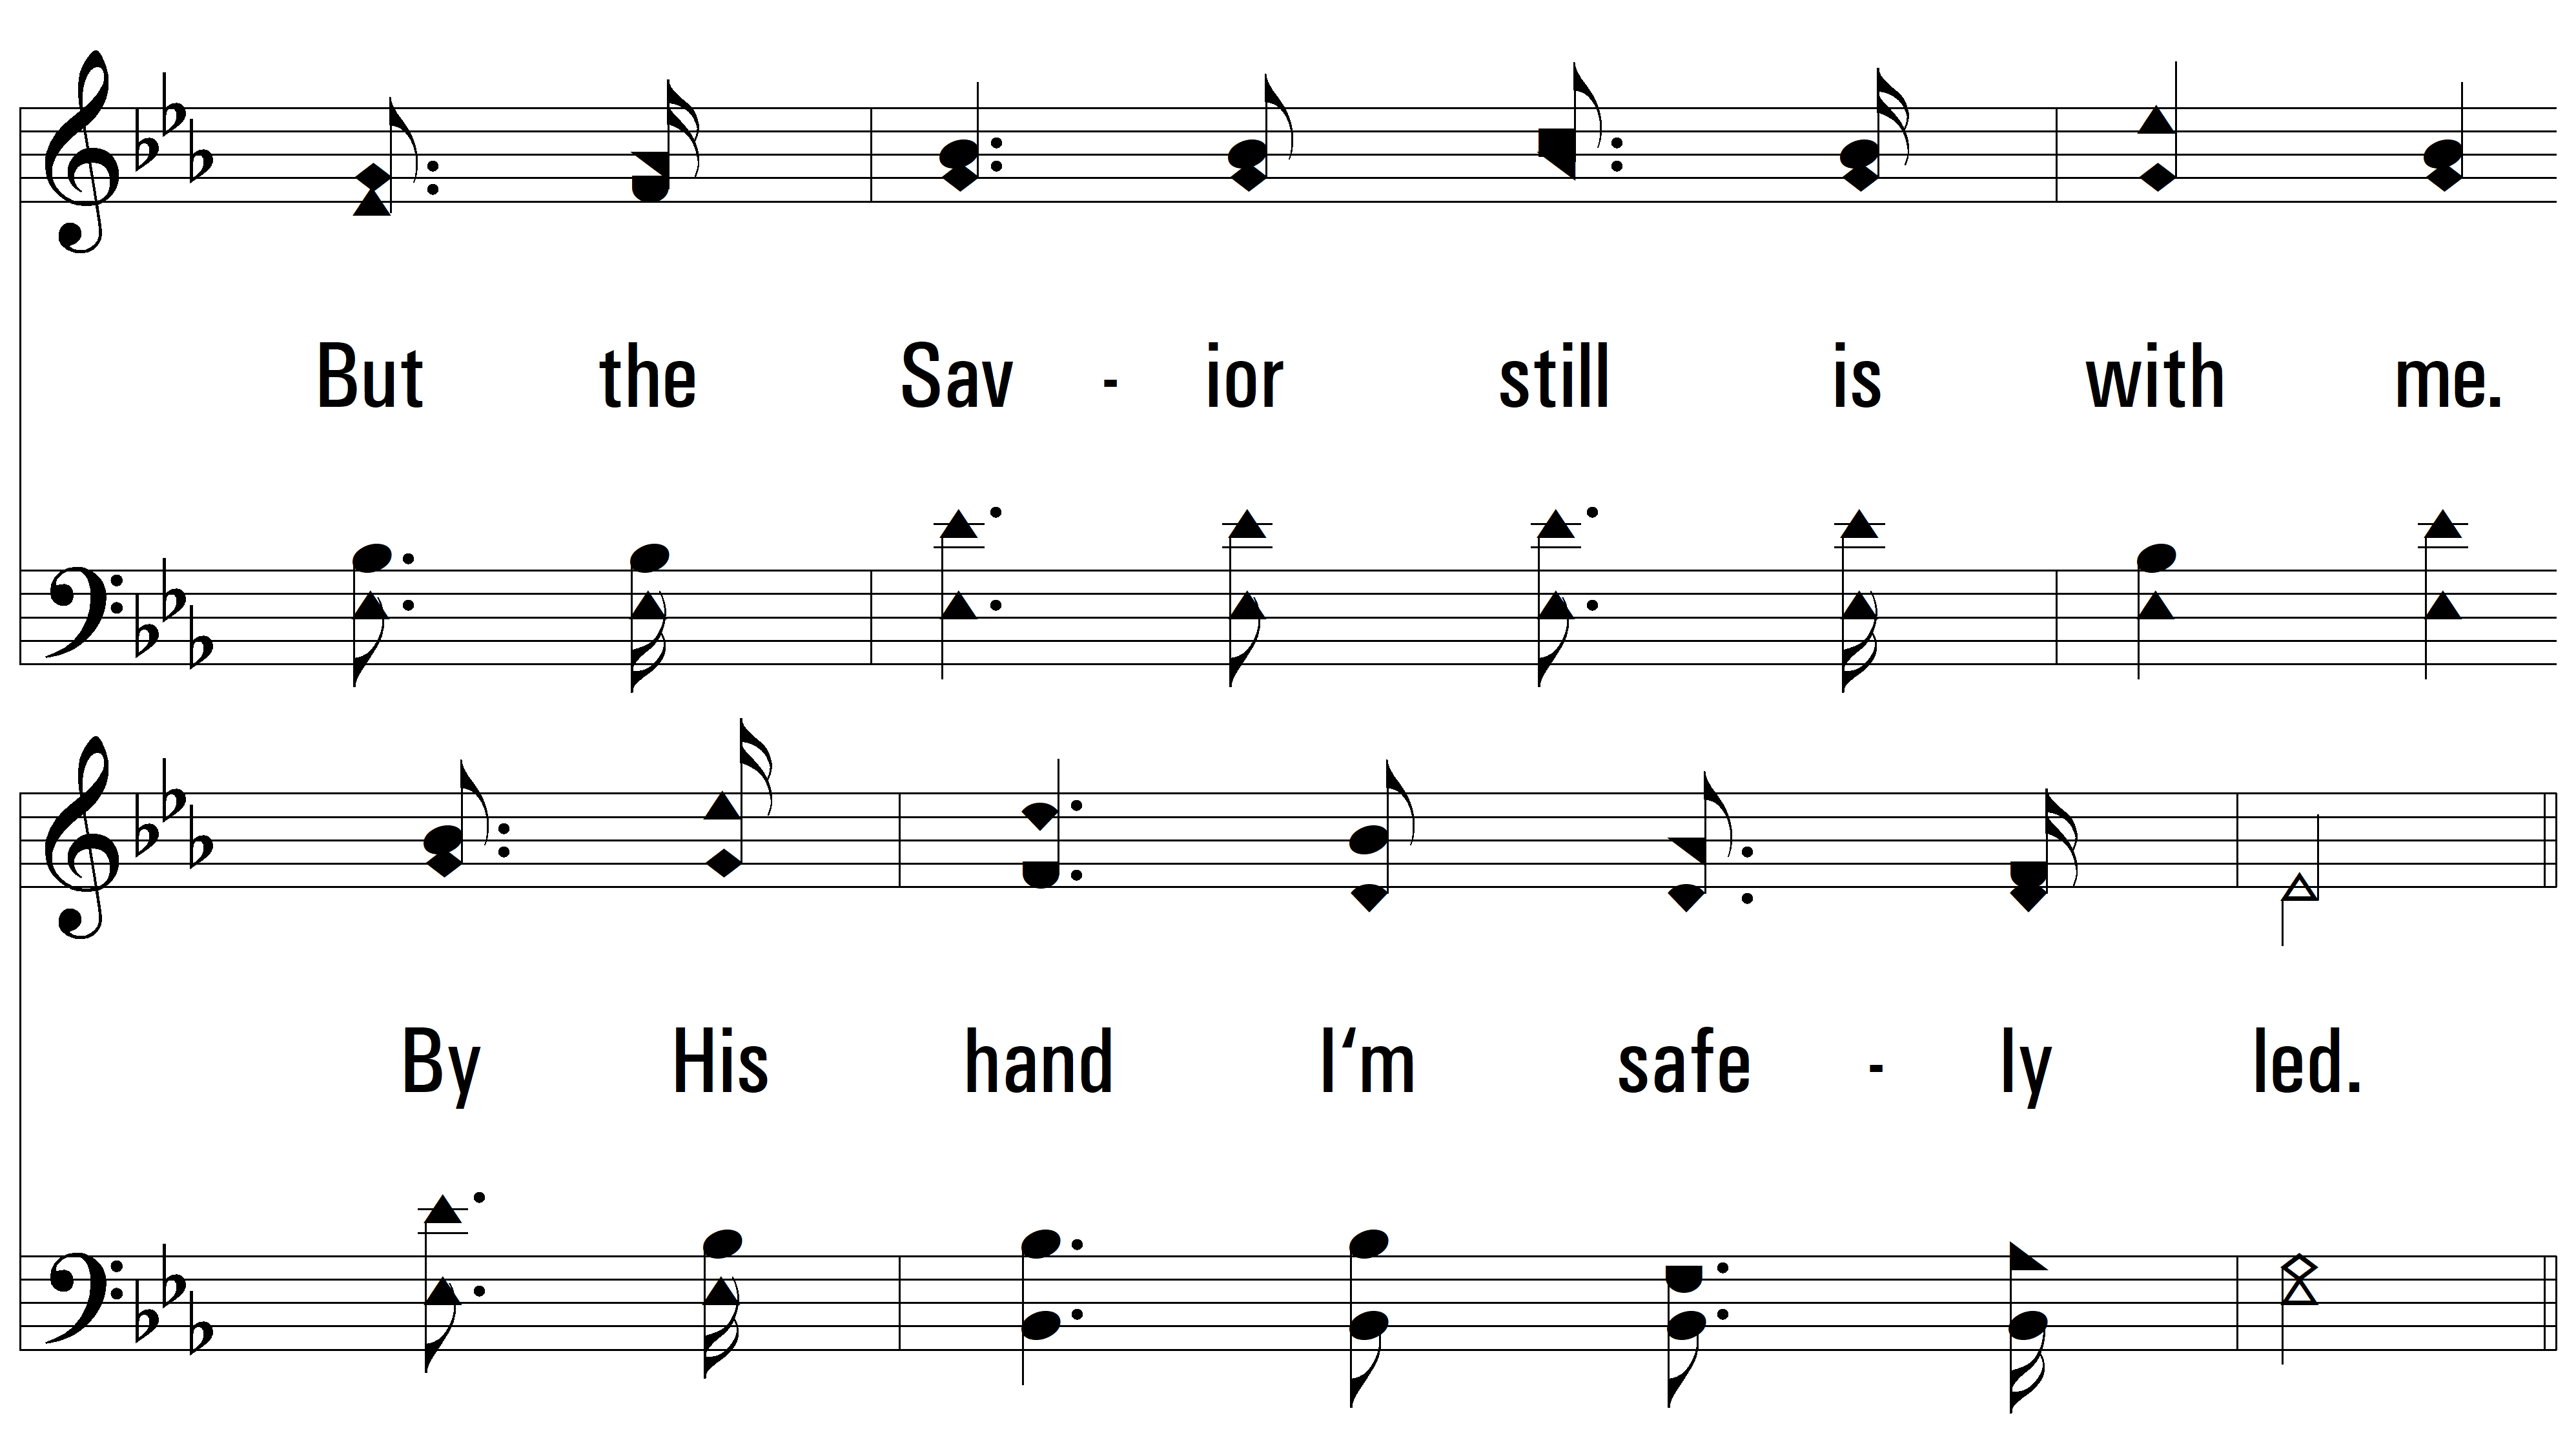 But the Sav - ior still is with me.
By His hand I‘m safe - ly led.